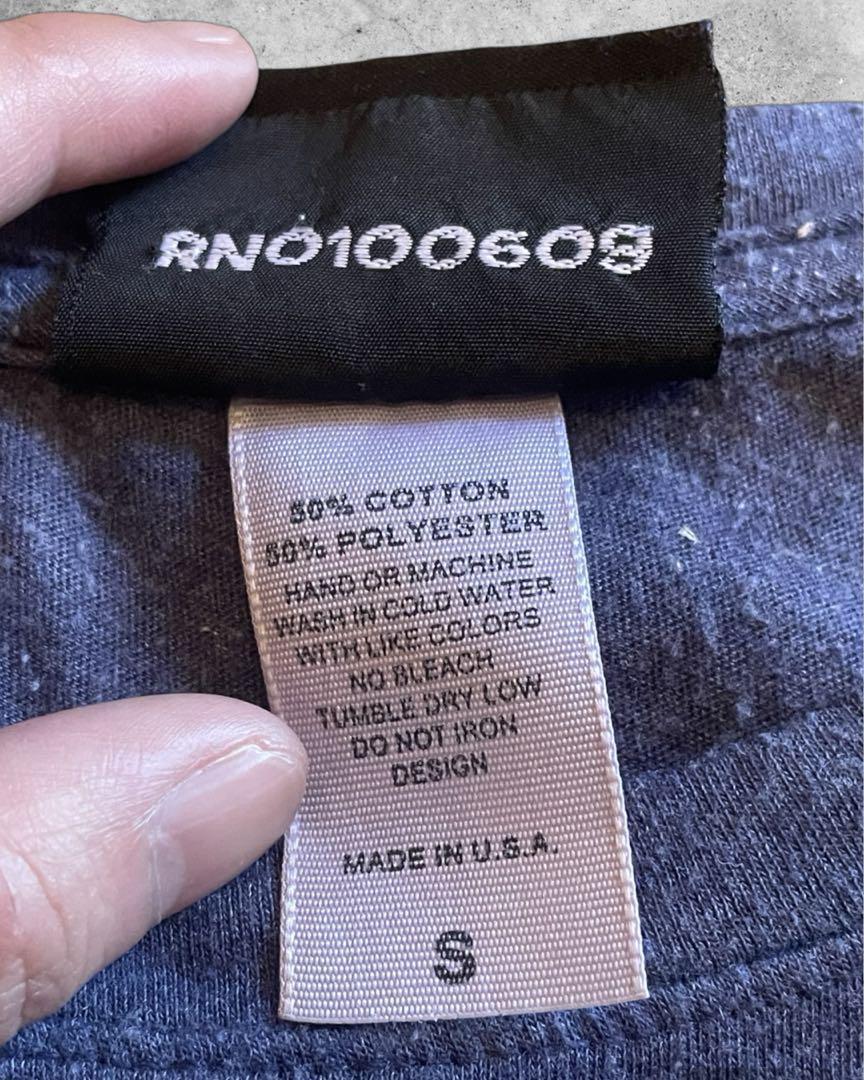 RNO100609
50% COTTON
50% POLYESTER
HAND OR MACHINE
WASH IN COLD WATER
WITH LIKE COLORS
NO BLEACH
TUMBLE DRY LOW
DO NOT IRON
DESIGN
MADE IN U.S.A.
S